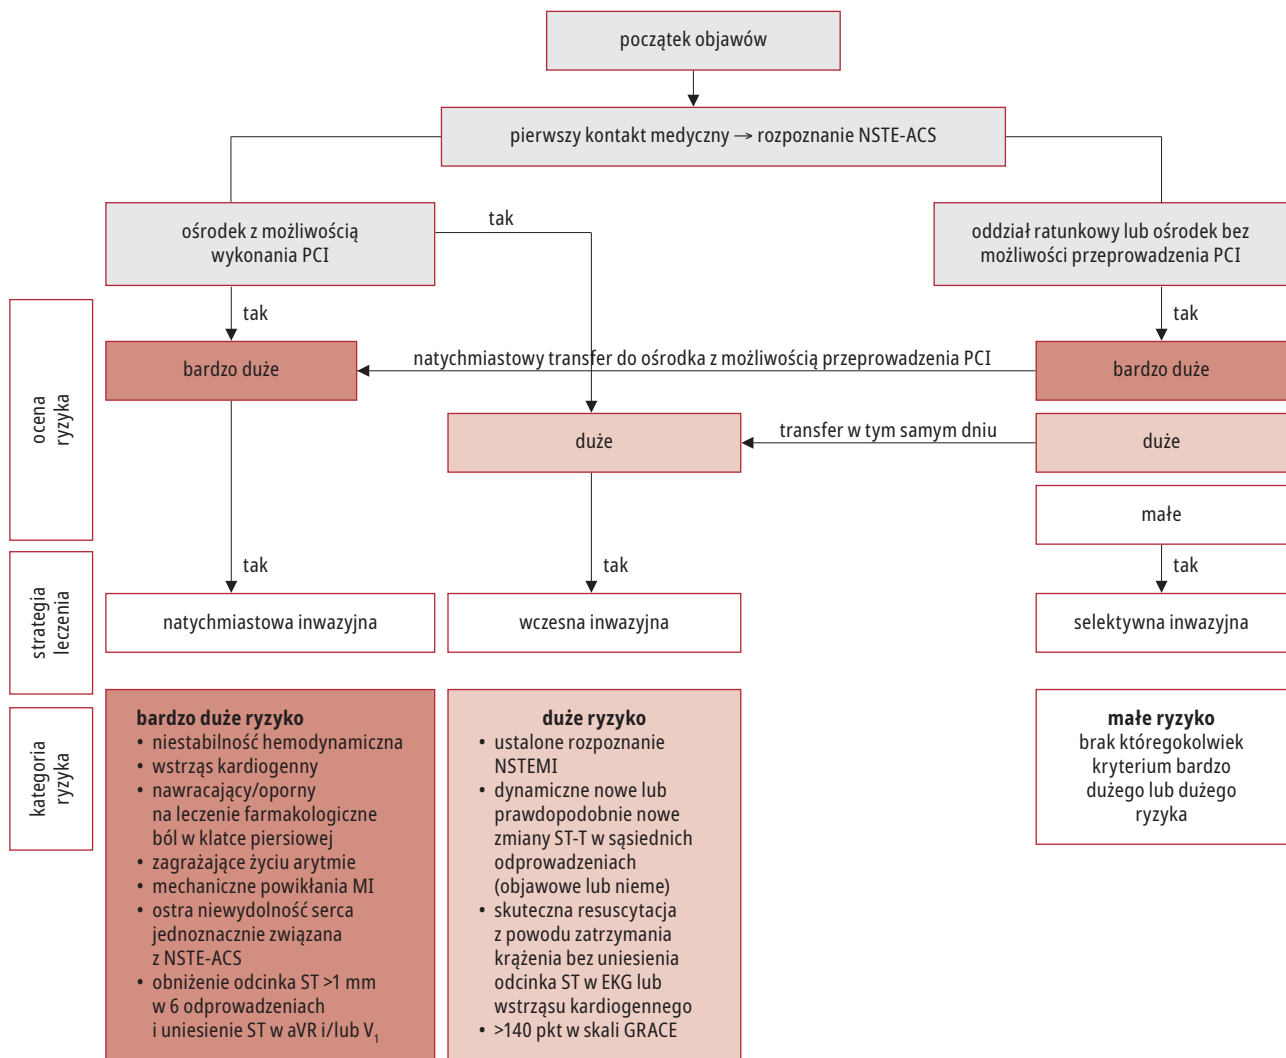 początek objawów
pierwszy kontakt medyczny → rozpoznanie NSTE-ACS
ośrodek z możliwością
wykonania PCI
tak
oddział ratunkowy lub ośrodek bez
możliwości przeprowadzenia PCI
tak
tak
ocena
ryzyka
bardzo duże
natychmiastowy transfer do ośrodka z możliwością przeprowadzenia PCI
bardzo duże
duże
transfer w tym samym dniu
duże
małe
tak
tak
tak
strategia
leczenia
natychmiastowa inwazyjna
wczesna inwazyjna
selektywna inwazyjna
kategoria
ryzyka
bardzo duże ryzyko
• niestabilność hemodynamiczna
• wstrząs kardiogenny
• nawracający/oporny
na leczenie farmakologiczne
ból w klatce piersiowej
• zagrażające życiu arytmie
• mechaniczne powikłania MI
• ostra niewydolność serca
jednoznacznie związana
z NSTE-ACS
• obniżenie odcinka ST >1 mm
w 6 odprowadzeniach
i uniesienie ST w aVR i/lub V₁
duże ryzyko
• ustalone rozpoznanie
NSTEMI
• dynamiczne nowe lub
prawdopodobnie nowe
zmiany ST-T w sąsiednich
odprowadzeniach
(objawowe lub nieme)
• skuteczna resuscytacja
z powodu zatrzymania
krążenia bez uniesienia
odcinka ST w EKG lub
wstrząsu kardiogennego
• >140 pkt w skali GRACE
małe ryzyko
brak któregokolwiek
kryterium bardzo
dużego lub dużego
ryzyka